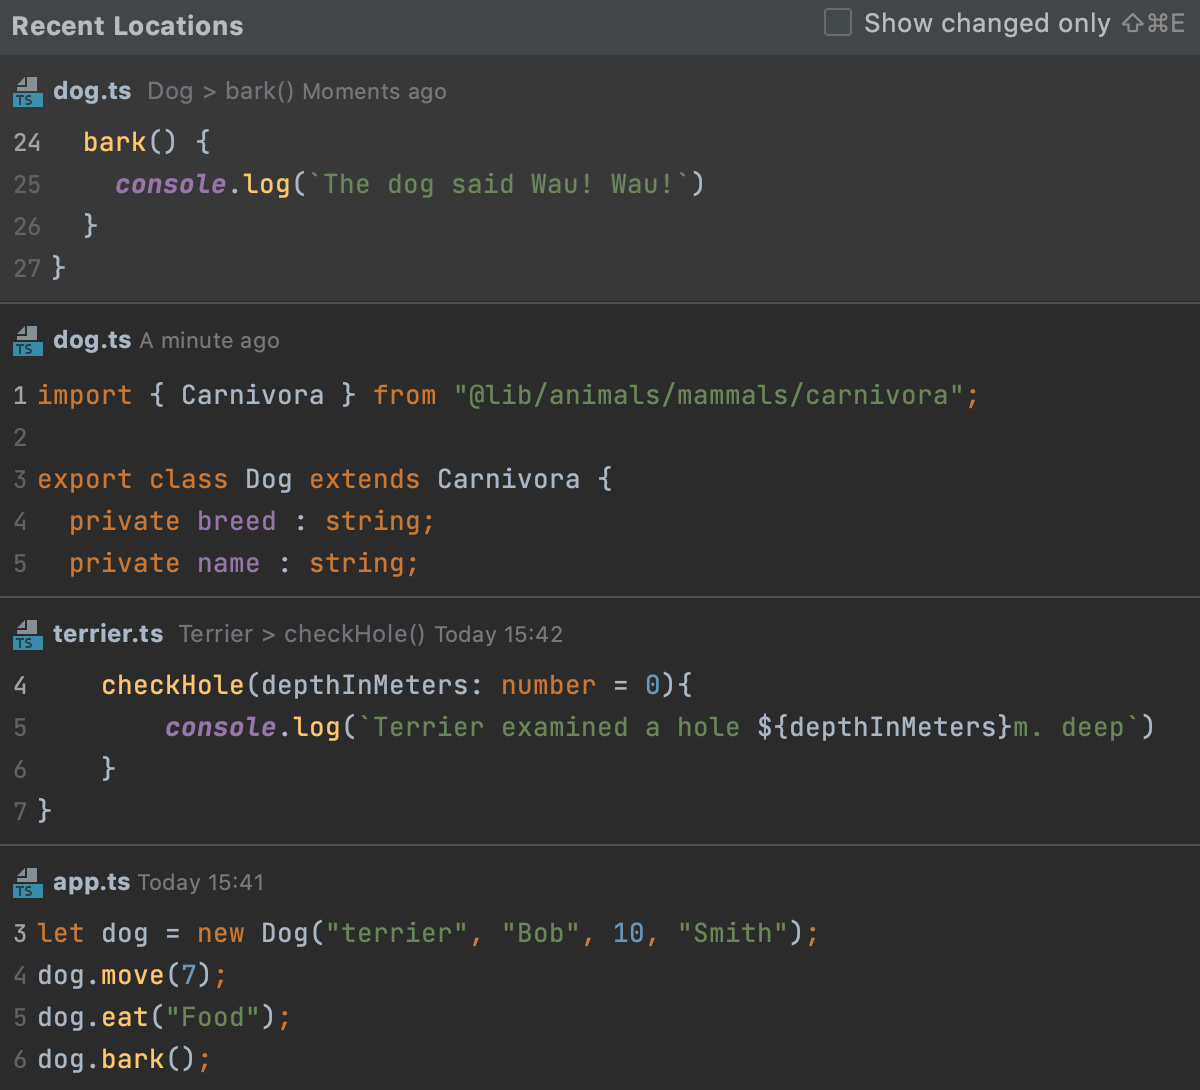 Recent Locations Show changed only ⇧⌘E
TS dog.ts Dog > bark() Moments ago
24   bark() {
25     console.log(`The dog said Wau! Wau!`)
26   }
27 }
TS dog.ts A minute ago
1 import { Carnivora } from "@lib/animals/mammals/carnivora";
2
3 export class Dog extends Carnivora {
4   private breed : string;
5   private name : string;
TS terrier.ts Terrier > checkHole() Today 15:42
4     checkHole(depthInMeters: number = 0){
5         console.log(`Terrier examined a hole ${depthInMeters}m. deep`)
6     }
7 }
TS app.ts Today 15:41
3 let dog = new Dog("terrier", "Bob", 10, "Smith");
4 dog.move(7);
5 dog.eat("Food");
6 dog.bark();